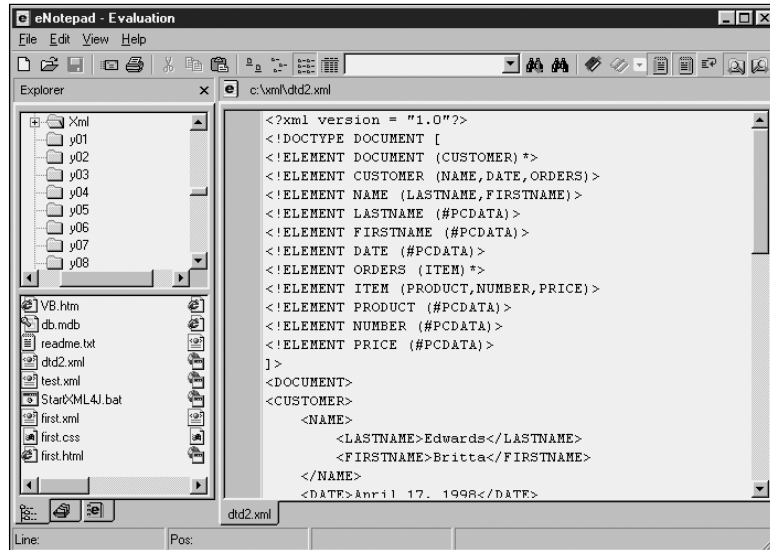 eNotepad - Evaluation
File Edit View Help
Explorer
c:\xml\dtd2.xml
Xml
y01
y02
y03
y04
y05
y06
y07
y08
VB.htm
db.mdb
readme.txt
dtd2.xml
test.xml
StartXML4J.bat
first.xml
first.css
first.html
<?xml version = "1.0"?>
<!DOCTYPE DOCUMENT [
<!ELEMENT DOCUMENT (CUSTOMER)*>
<!ELEMENT CUSTOMER (NAME,DATE,ORDERS)>
<!ELEMENT NAME (LASTNAME,FIRSTNAME)>
<!ELEMENT LASTNAME (#PCDATA)>
<!ELEMENT FIRSTNAME (#PCDATA)>
<!ELEMENT DATE (#PCDATA)>
<!ELEMENT ORDERS (ITEM)*>
<!ELEMENT ITEM (PRODUCT,NUMBER,PRICE)>
<!ELEMENT PRODUCT (#PCDATA)>
<!ELEMENT NUMBER (#PCDATA)>
<!ELEMENT PRICE (#PCDATA)>
]>
<DOCUMENT>
<CUSTOMER>
<NAME>
<LASTNAME>Edwards</LASTNAME>
<FIRSTNAME>Britta</FIRSTNAME>
</NAME>
<DATE>April 17, 1998</DATE>
dtd2.xml
Line:
Pos: